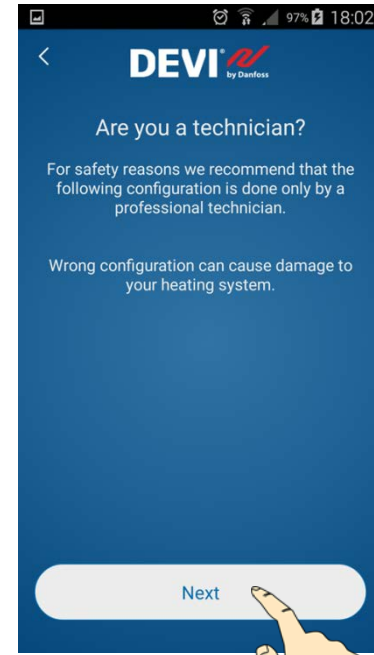 97% 18:02
DEVI
by Danfoss
Are you a technician?
For safety reasons we recommend that the
following configuration is done only by a
professional technician.
Wrong configuration can cause damage to
your heating system.
Next